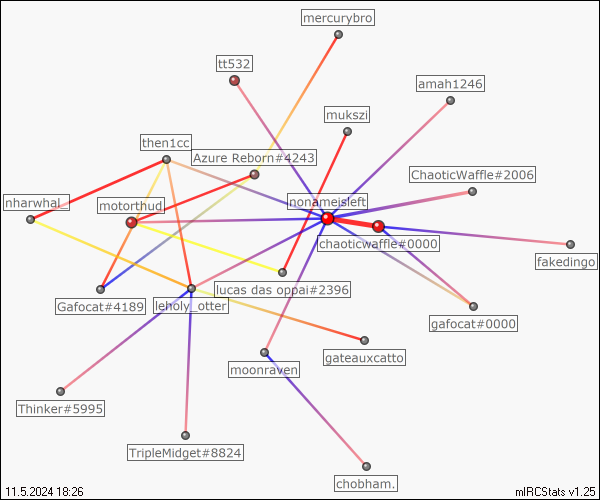 mercurybro
tt532
amah1246
mukszi
then1cc
Azure Reborn#4243
ChaoticWaffle#2006
nharwhal_
motorthud_
nonameisleft
chaoticwaffle#0000
fakedingo
lucas das oppai#2396
Gafocat#4189
leholy_otter
gafocat#0000
gateauxcatto
moonraven
Thinker#5995
TripleMidget#8824
chobham.
11.5.2024 18:26
mIRCStats v1.25